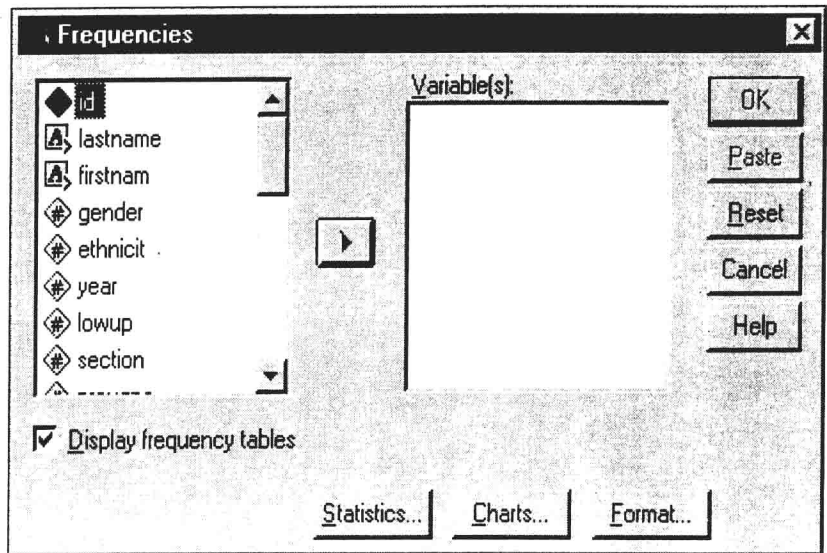 Frequencies
id
lastname
firstnam
gender
ethnicit
year
lowup
section
Variable(s):
OK
Paste
Reset
Cancel
Help
Display frequency tables
Statistics...
Charts...
Format...